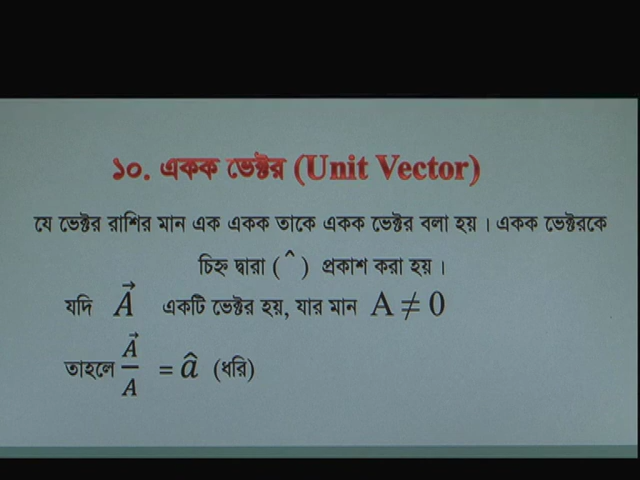 ১০. একক ভেক্টর (Unit Vector)
যে ভেক্টর রাশির মান এক একক তাকে একক ভেক্টর বলা হয় । একক ভেক্টরকে
চিহ্ন দ্বারা ( ̂ ) প্রকাশ করা হয় ।
যদি A⃗ একটি ভেক্টর হয়, যার মান A ≠ 0
তাহলে A⃗/A = â (ধরি)